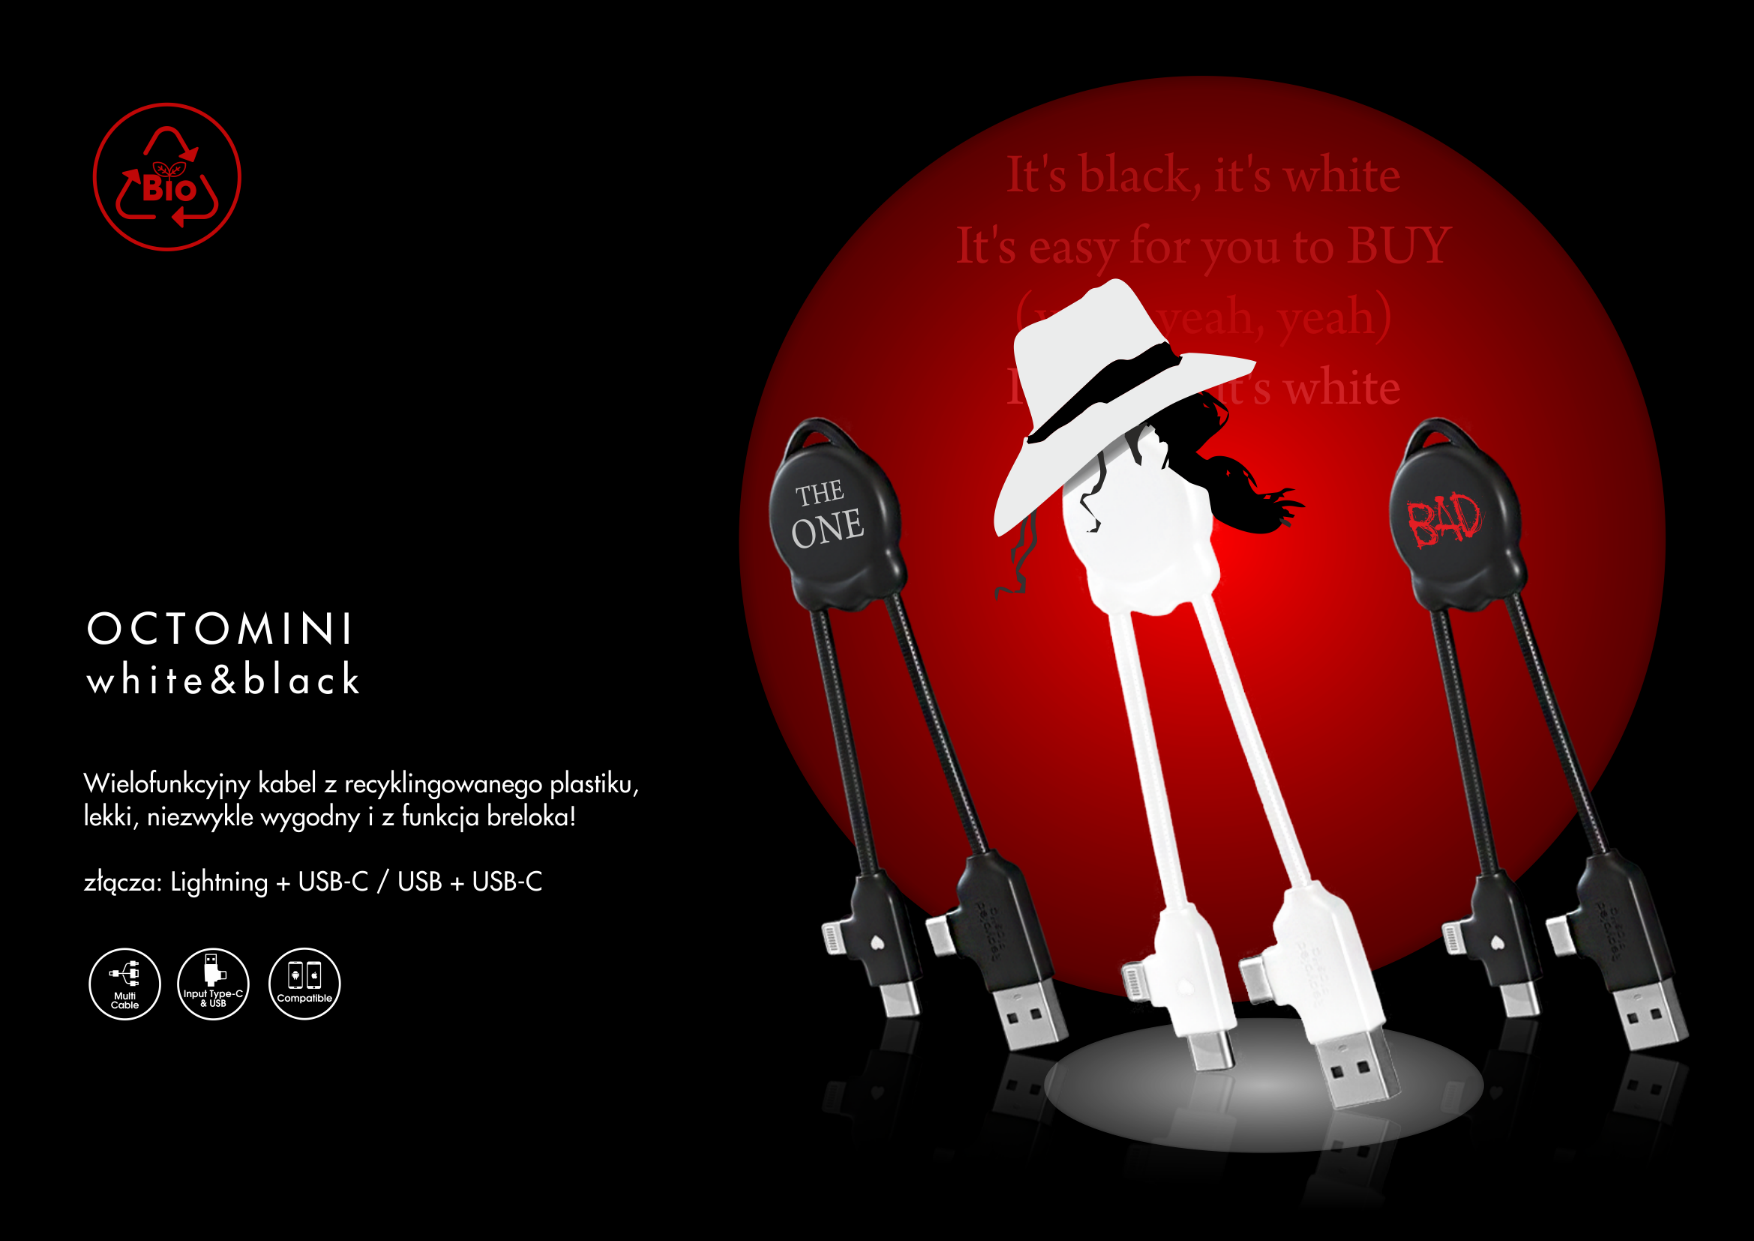 Bio
It's black, it's white
It's easy for you to BUY
yeah, yeah)
it's white
THE
ONE
BAD
OCTOMINI
white&black
Wielofunkcyjny kabel z recyklingowanego plastiku,
lekki, niezwykle wygodny i z funkcja breloka!
złącza: Lightning + USB-C / USB + USB-C
Multi
Cable
Input Type-C
& USB
Compatible